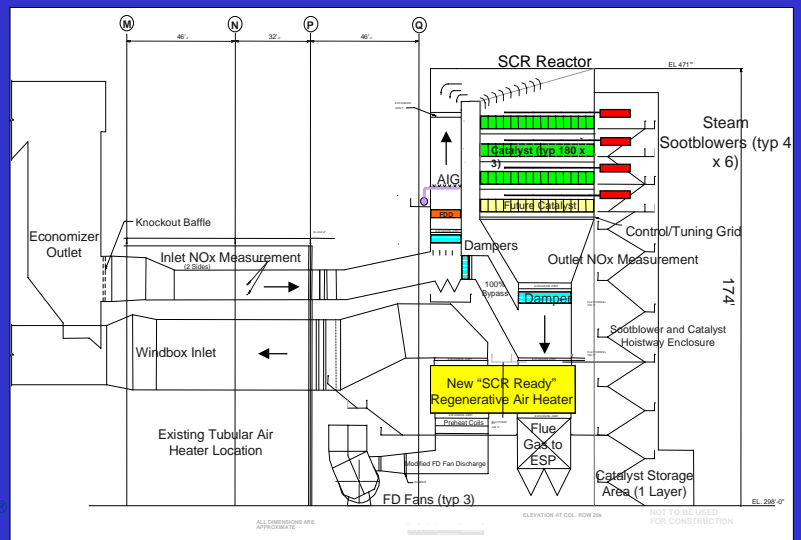 M
N
P
Q
46'-
32'-
46'-
SCR Reactor
EL 471'"
Steam
Sootblowers (typ 4
x 6)
Catalyst (typ 180 x
3)
AIG
Future Catalyst
Knockout Baffle
Economizer
Outlet
Inlet NOx Measurement
(2 Sides)
Dampers
Control/Tuning Grid
Outlet NOx Measurement
100%
Bypass
Damper
174'
Sootblower and Catalyst
Hoistway Enclosure
Windbox Inlet
New “SCR Ready”
Regenerative Air Heater
Preheat Coils
Flue
Gas to
ESP
Existing Tubular Air
Heater Location
Modified FD Fan Discharge
Catalyst Storage
Area (1 Layer)
FD Fans (typ 3)
EL. 298'-0"
ALL DIMENSIONS ARE
APPROXIMATE
ELEVATION AT COL. ROW 20a
NOT TO BE USED
FOR CONSTRUCTION